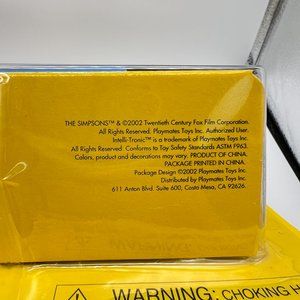 THE SIMPSONS™ & ©2002 Twentieth Century Fox Film Corporation.
All Rights Reserved. Playmates Toys Inc. Authorized User.
Intelli-Tronic™ is a trademark of Playmates Toys Inc.
All Rights Reserved. Conforms to Toy Safety Standards ASTM F963.
Colors, product and decorations may vary. PRODUCT OF CHINA.
PACKAGE PRINTED IN CHINA.
Package Design ©2002 Playmates Toys Inc.
Distributed by Playmates Toys Inc.
611 Anton Blvd. Suite 600, Costa Mesa, CA 92626.
WARNING: CHOKING H